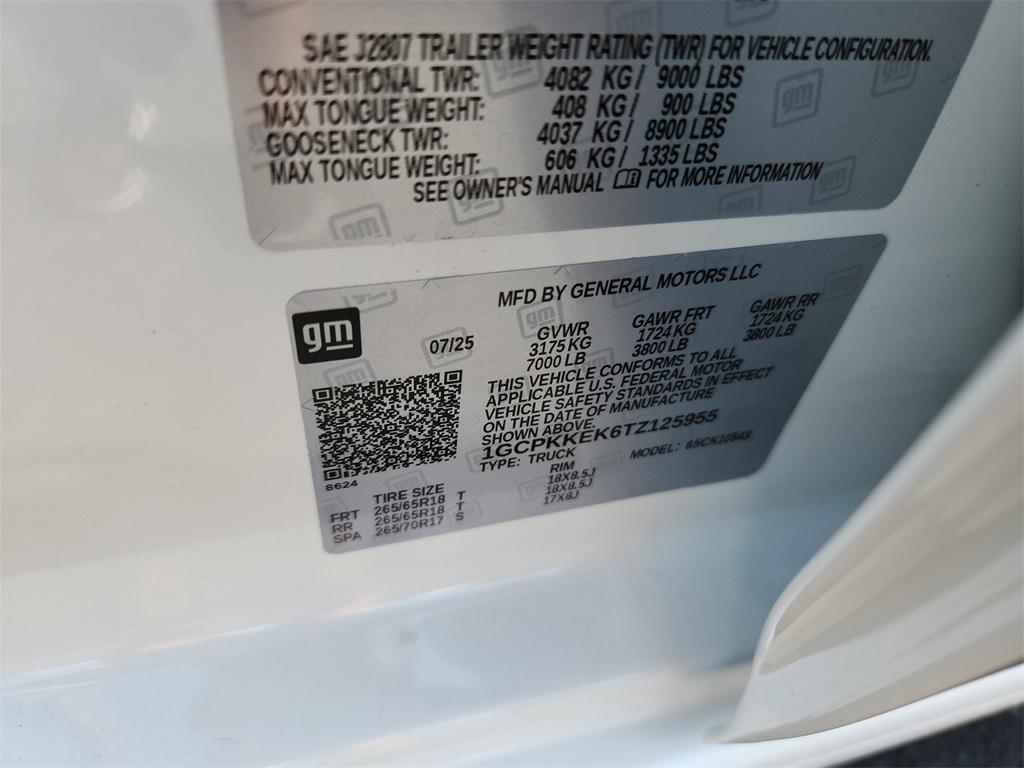 SAE J2807 TRAILER WEIGHT RATING (TWR) FOR VEHICLE CONFIGURATION.
CONVENTIONAL TWR: 4082 KG / 9000 LBS
MAX TONGUE WEIGHT: 408 KG / 900 LBS
GOOSENECK TWR: 4037 KG / 8900 LBS
MAX TONGUE WEIGHT: 606 KG / 1335 LBS
SEE OWNER'S MANUAL FOR MORE INFORMATION
MFD BY GENERAL MOTORS LLC
gm
07/25
GVWR GAWR FRT GAWR RR
3175 KG 1724 KG 1724 KG
7000 LB 3800 LB 3800 LB
THIS VEHICLE CONFORMS TO ALL
APPLICABLE U.S. FEDERAL MOTOR
VEHICLE SAFETY STANDARDS IN EFFECT
ON THE DATE OF MANUFACTURE
SHOWN ABOVE.
1GCPKKEK6TZ125955
TYPE: TRUCK MODEL:
8624
TIRE SIZE RIM
FRT 265/65R18 T 18X8.5J
RR 265/65R18 T 18X8.5J
SPA 265/70R17 S 17X8J